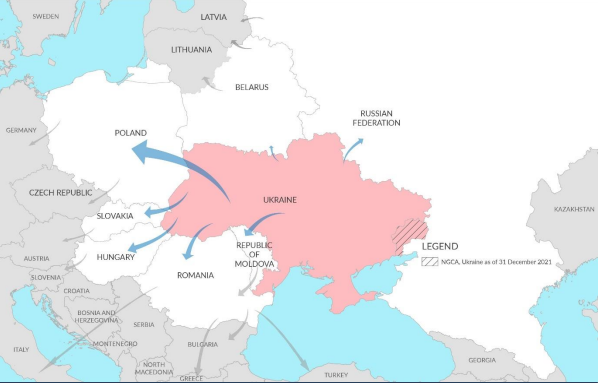 SWEDEN
LATVIA
LITHUANIA
BELARUS
RUSSIAN
FEDERATION
GERMANY
POLAND
CZECH REPUBLIC
UKRAINE
KAZAKHSTAN
SLOVAKIA
LEGEND
NGCA, Ukraine as of 31 December 2021
REPUBLIC
OF
MOLDOVA
AUSTRIA
HUNGARY
ROMANIA
SLOVENIA
CROATIA
BOSNIA AND
HERZEGOVINA
SERBIA
ITALY
MONTENEGRO
BULGARIA
GEORGIA
NORTH
MACEDONIA
GREECE
TURKEY